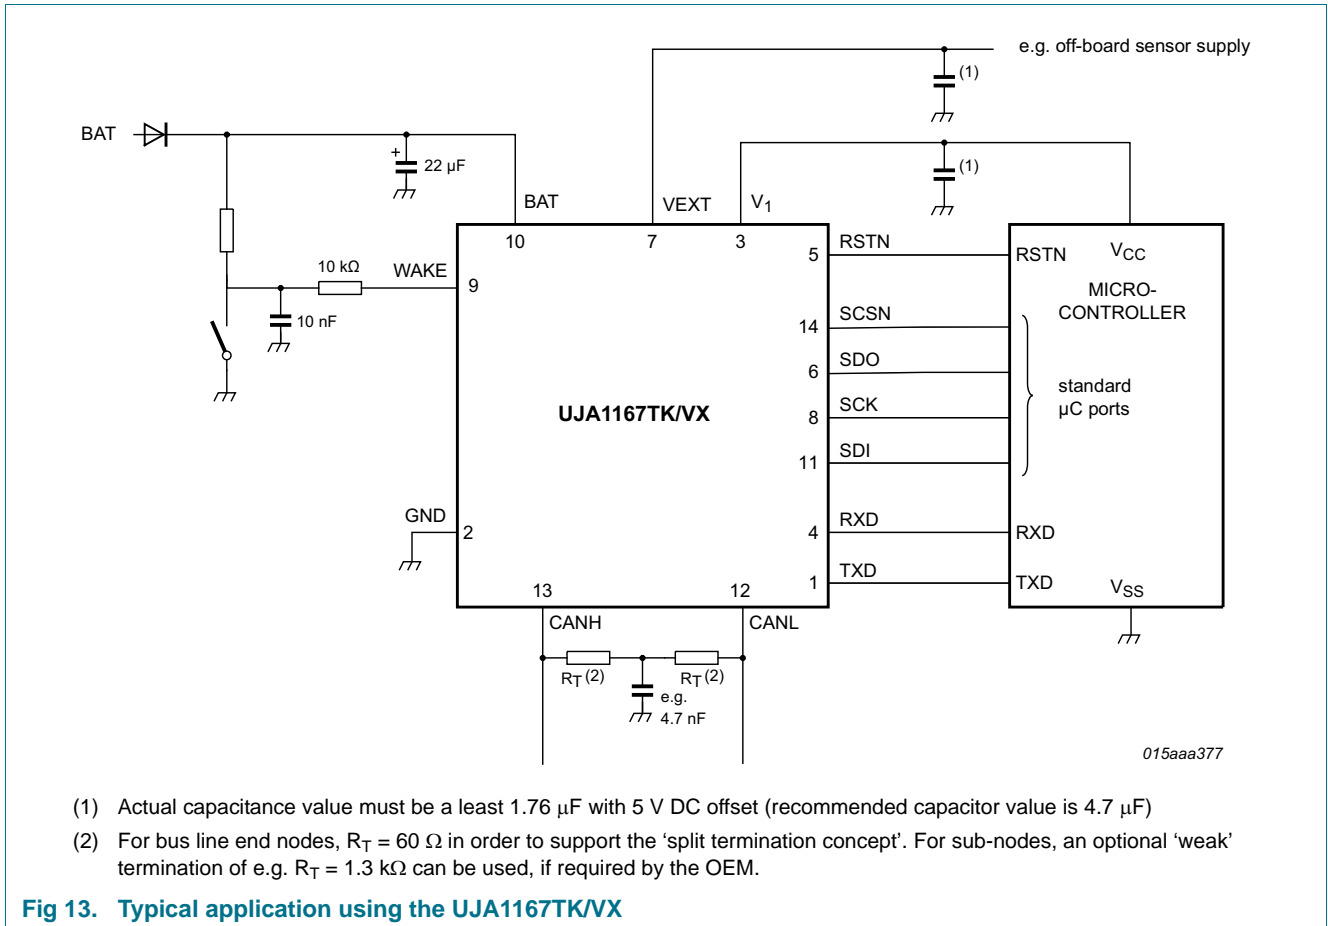 e.g. off-board sensor supply
(1)
BAT
+
22 µF
(1)
BAT
VEXT
V1
10
7
3
5
RSTN
RSTN
VCC
10 kΩ
WAKE
9
MICRO-
CONTROLLER
10 nF
14
SCSN
6
SDO
standard
µC ports
8
SCK
UJA1167TK/VX
11
SDI
GND
2
4
RXD
RXD
1
TXD
TXD
VSS
13
12
CANH
CANL
RT(2)
RT(2)
e.g.
4.7 nF
015aaa377
(1) Actual capacitance value must be a least 1.76 µF with 5 V DC offset (recommended capacitor value is 4.7 µF)
(2) For bus line end nodes, RT = 60 Ω in order to support the ‘split termination concept’. For sub-nodes, an optional ‘weak’
termination of e.g. RT = 1.3 kΩ can be used, if required by the OEM.
Fig 13. Typical application using the UJA1167TK/VX